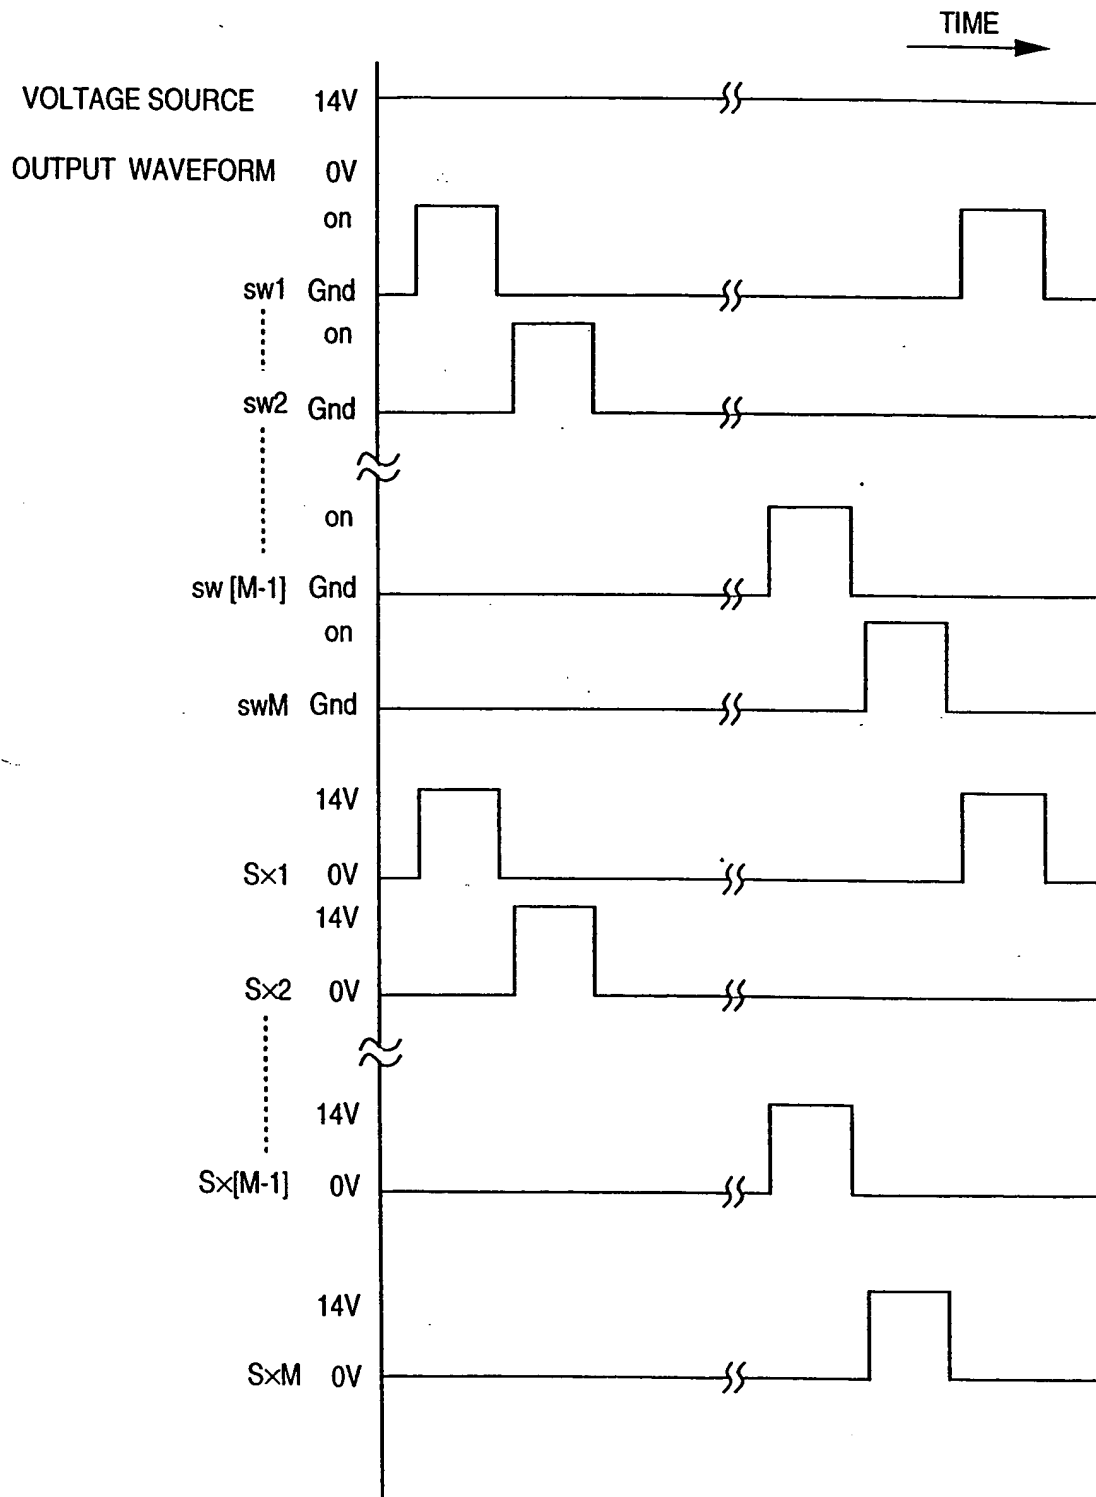 TIME
VOLTAGE SOURCE 14V
OUTPUT WAVEFORM 0V
on
sw1 Gnd
on
sw2 Gnd
on
sw [M-1] Gnd
on
swM Gnd
14V
S×1 0V
14V
S×2 0V
14V
S×[M-1] 0V
14V
S×M 0V